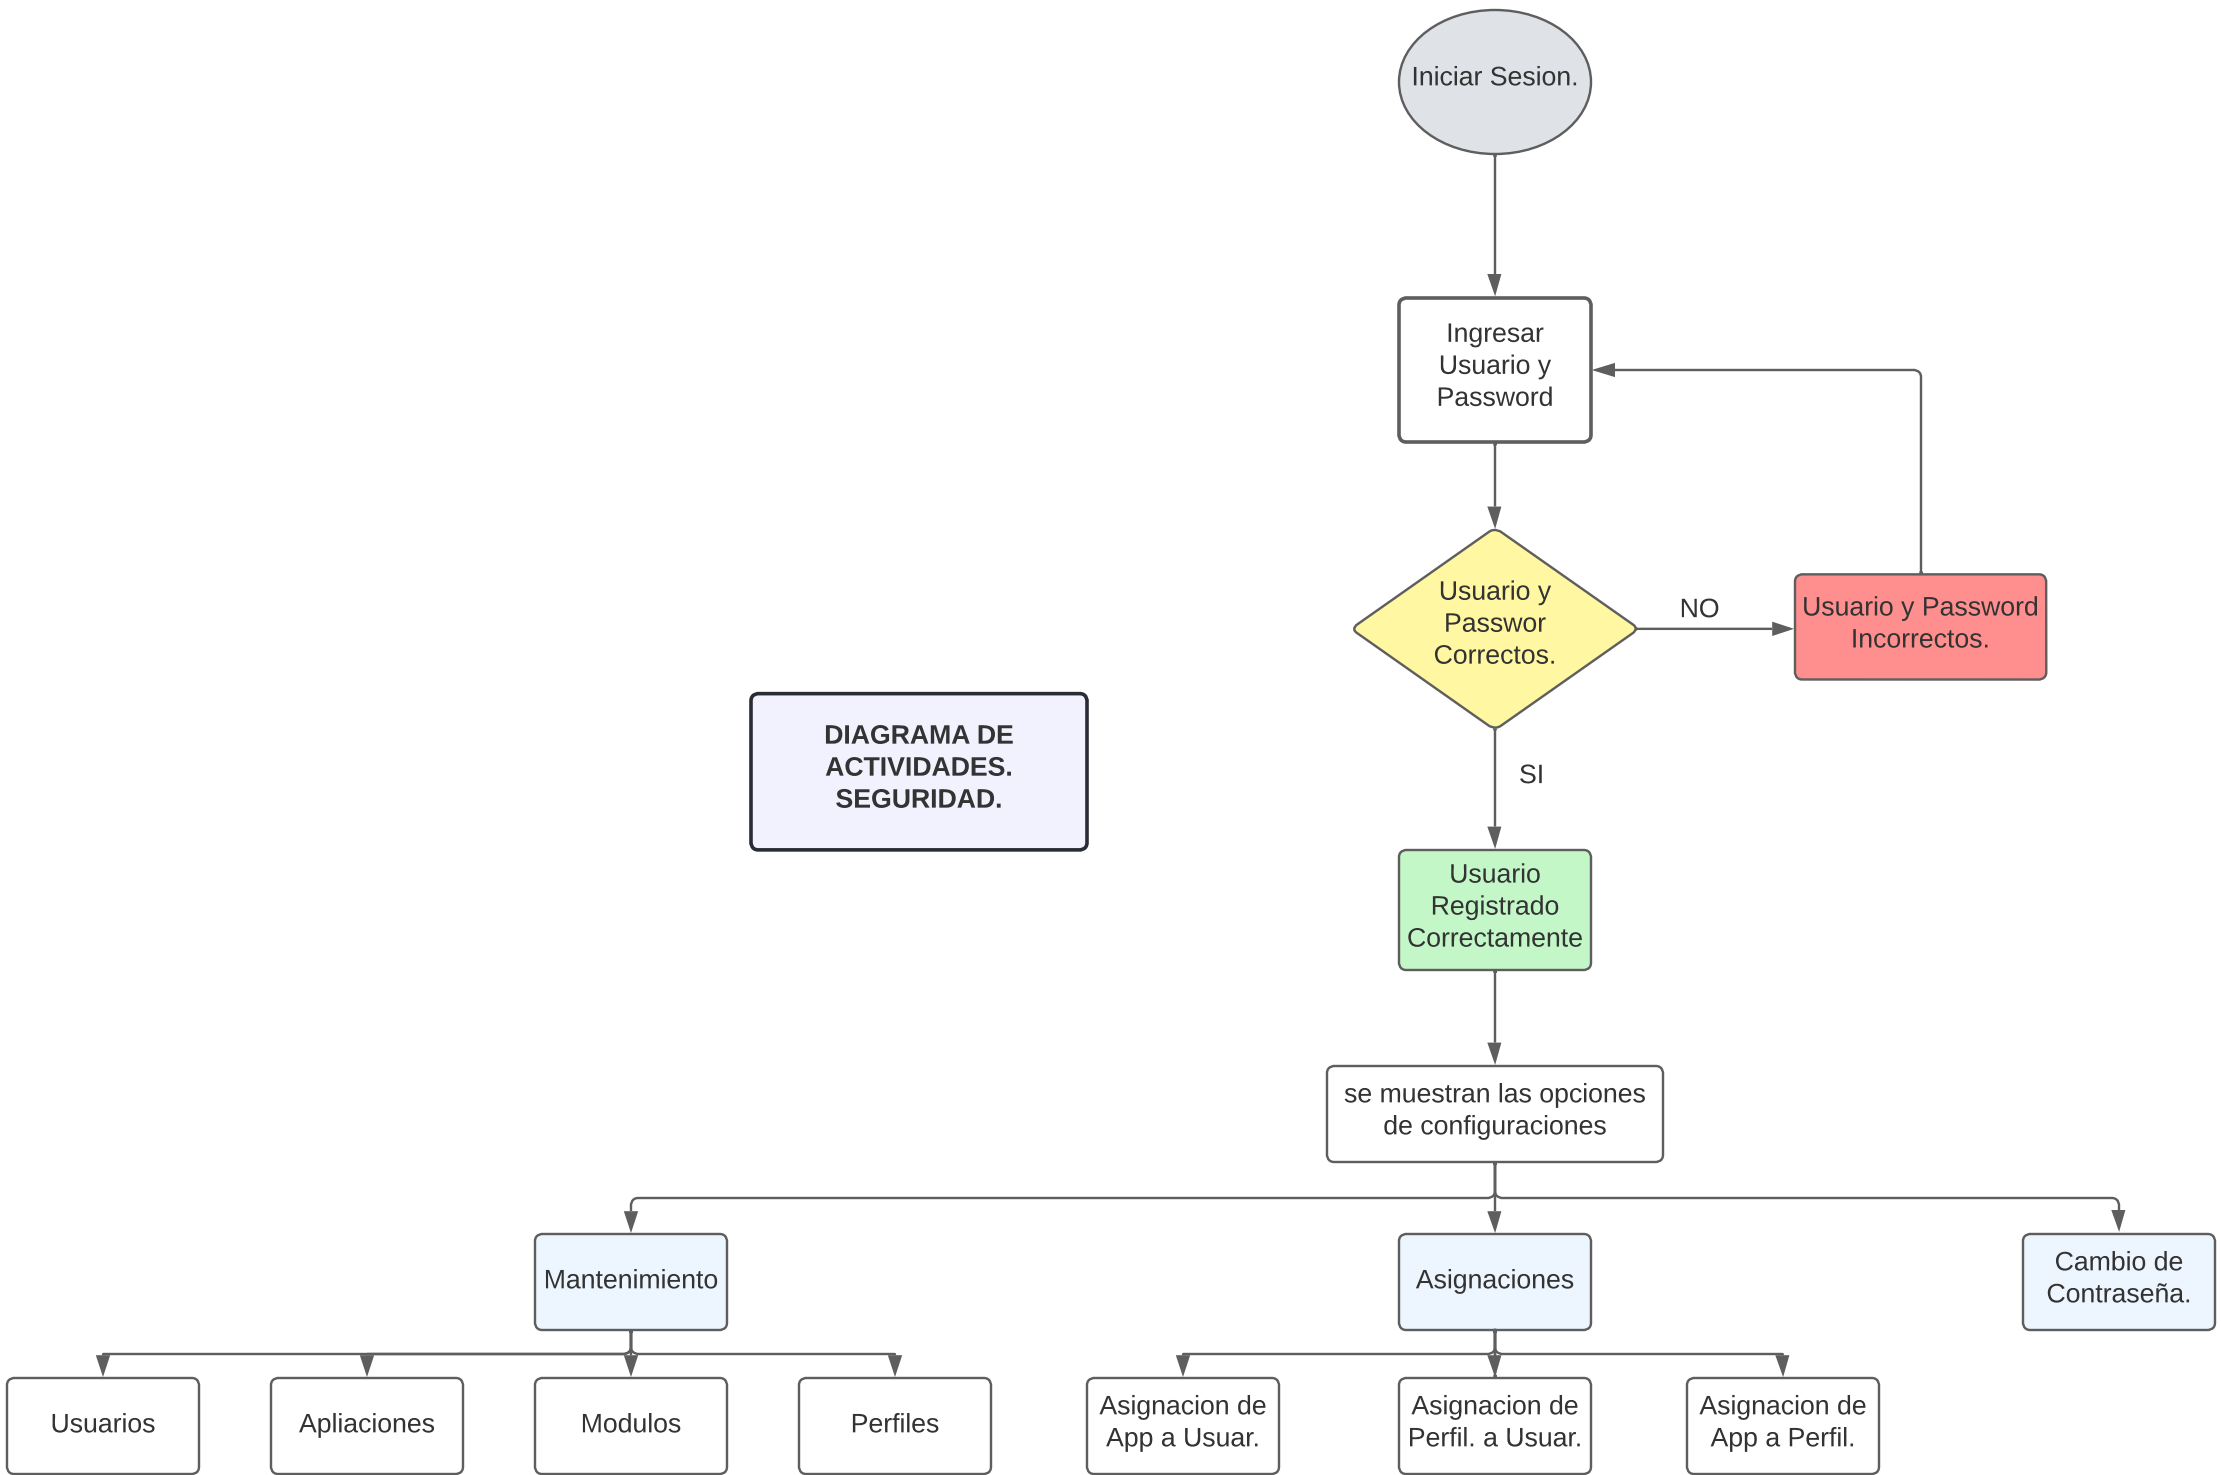 Iniciar Sesion.
Ingresar
Usuario y
Password
Usuario y
Passwor
Correctos.
NO
Usuario y Password
Incorrectos.
DIAGRAMA DE
ACTIVIDADES.
SEGURIDAD.
SI
Usuario
Registrado
Correctamente
se muestran las opciones
de configuraciones
Mantenimiento
Asignaciones
Cambio de
Contraseña.
Usuarios
Apliaciones
Modulos
Perfiles
Asignacion de
App a Usuar.
Asignacion de
Perfil. a Usuar.
Asignacion de
App a Perfil.